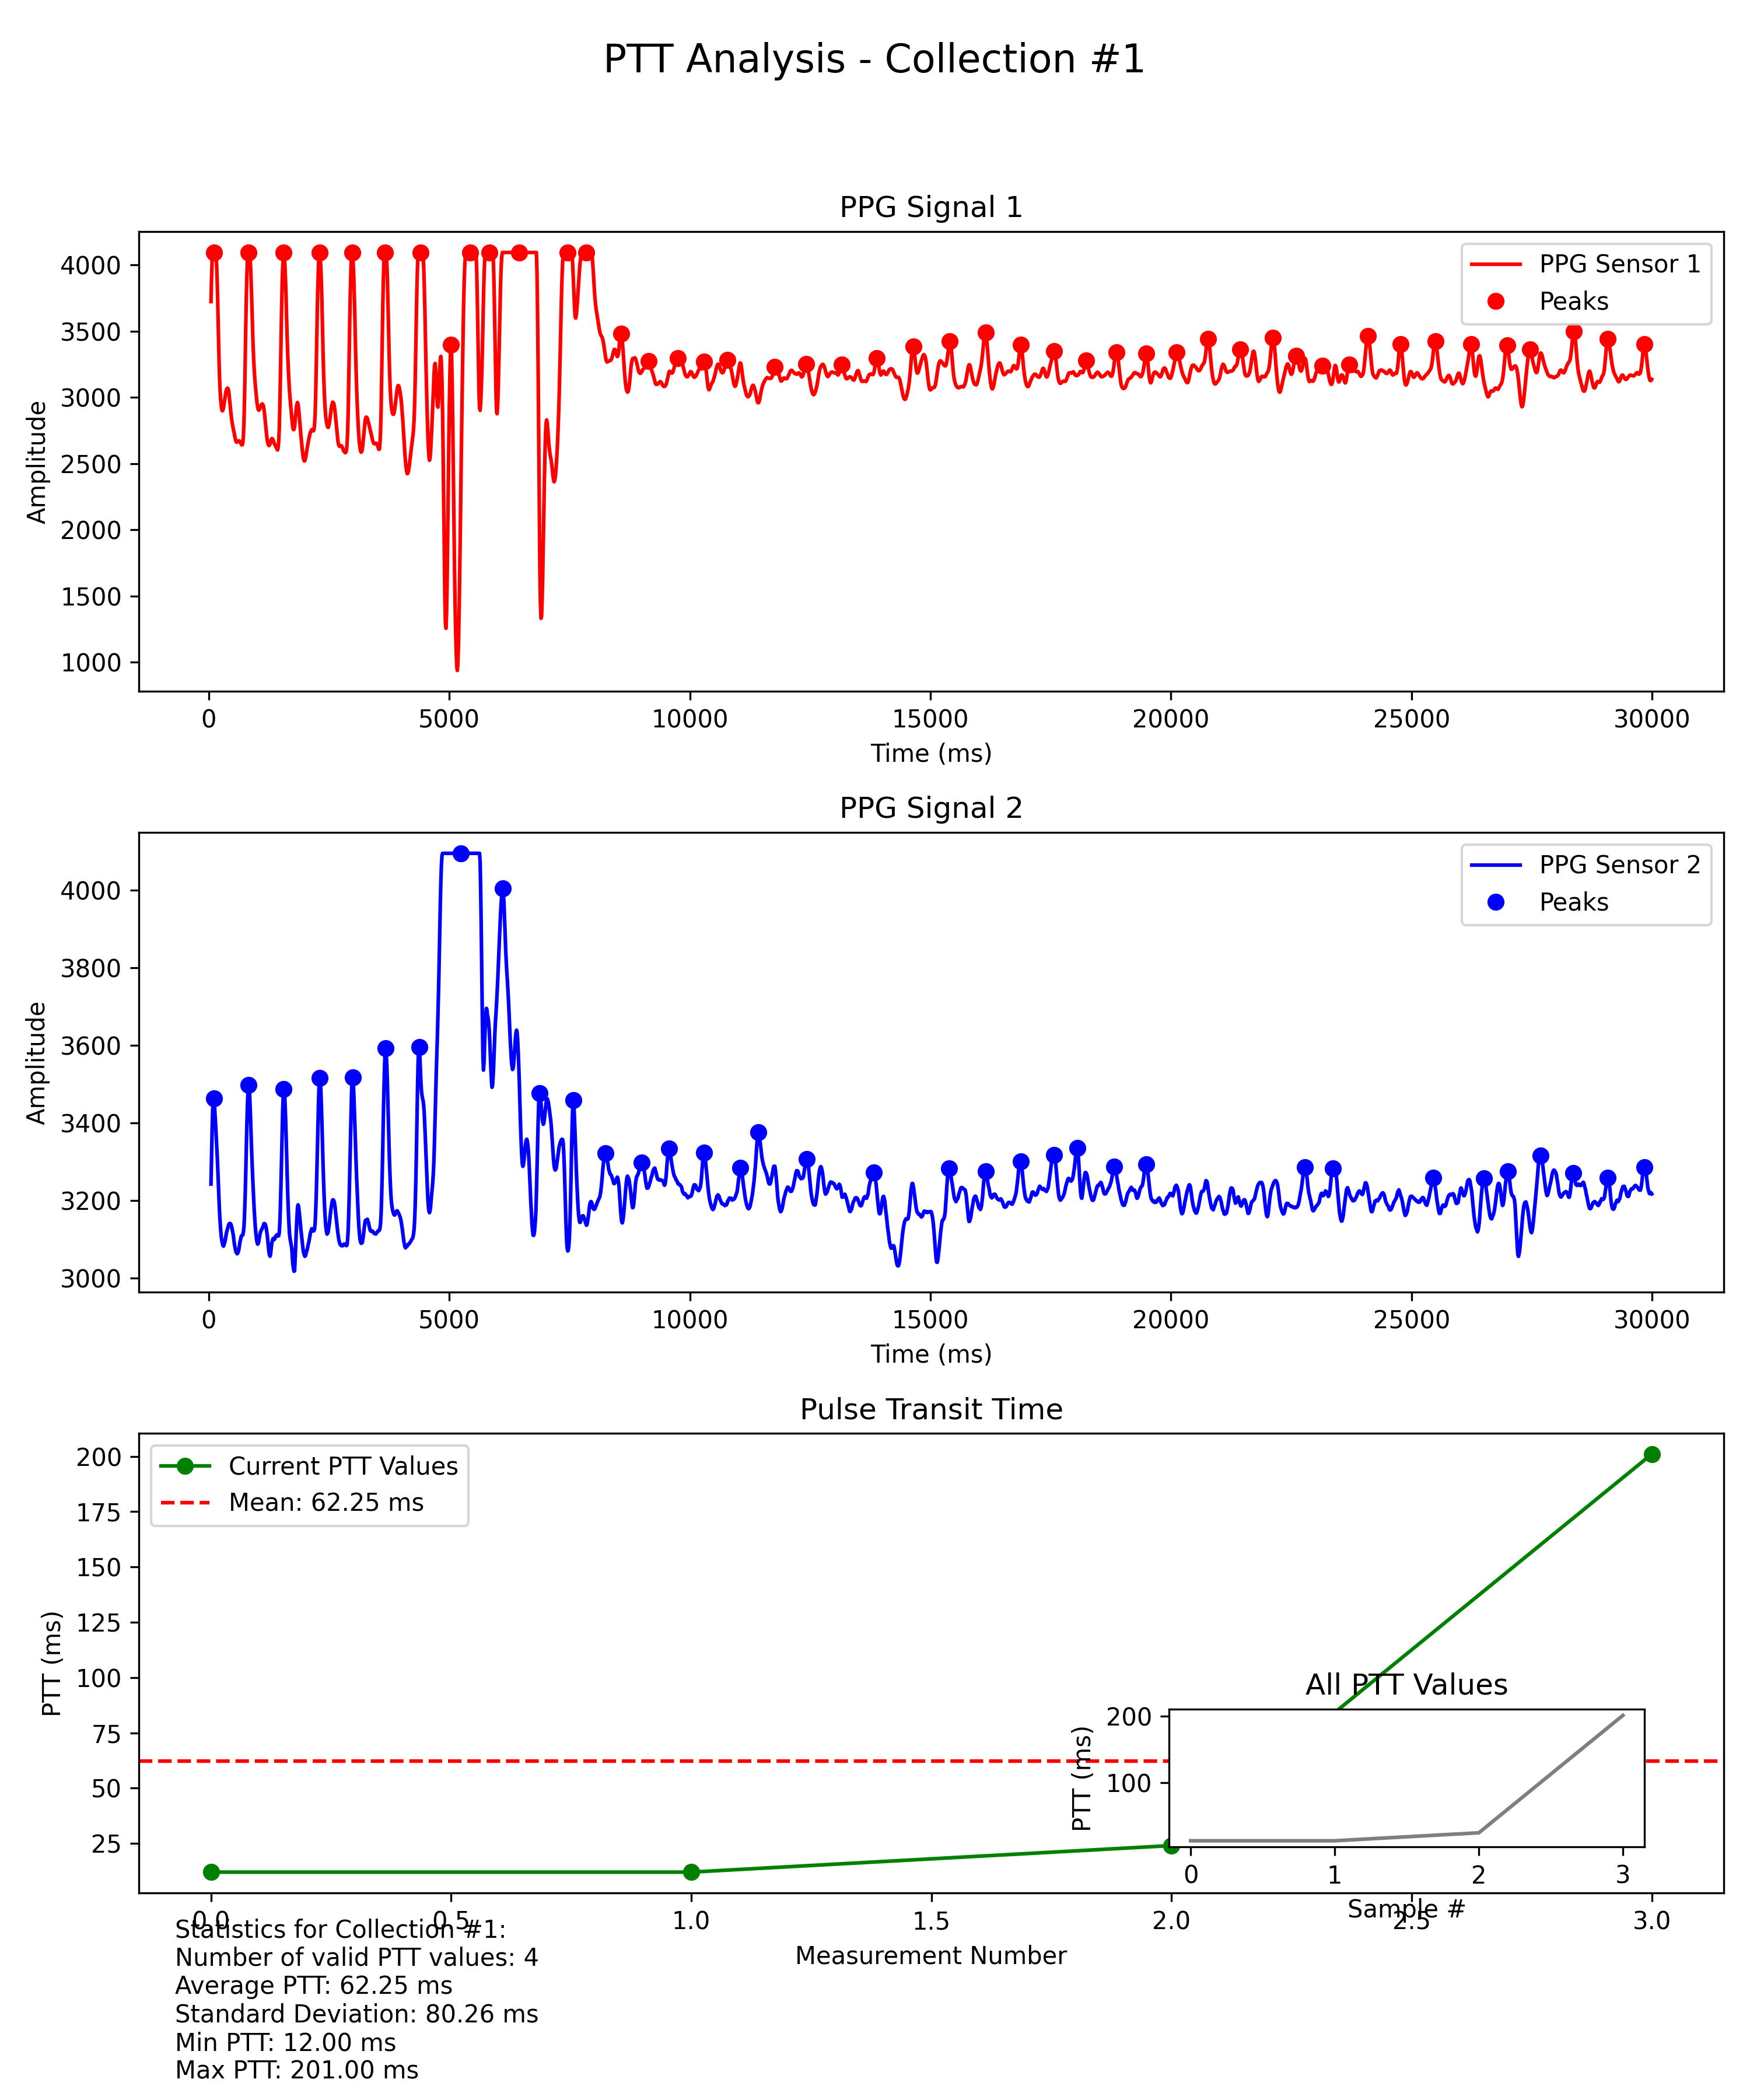 PTT Analysis - Collection #1
PPG Signal 1
Amplitude
4000
3500
3000
2500
2000
1500
1000
PPG Sensor 1
Peaks
0 5000 10000 15000 20000 25000 30000
Time (ms)
PPG Signal 2
Amplitude
4000
3800
3600
3400
3200
3000
PPG Sensor 2
Peaks
0 5000 10000 15000 20000 25000 30000
Time (ms)
Pulse Transit Time
PTT (ms)
200
175
150
125
100
75
50
25
Current PTT Values
Mean: 62.25 ms
All PTT Values
PTT (ms)
200
100
0 1 2 3
Sample #
0.0 0.5 1.0 1.5 2.0 2.5 3.0
Measurement Number
Statistics for Collection #1:
Number of valid PTT values: 4
Average PTT: 62.25 ms
Standard Deviation: 80.26 ms
Min PTT: 12.00 ms
Max PTT: 201.00 ms